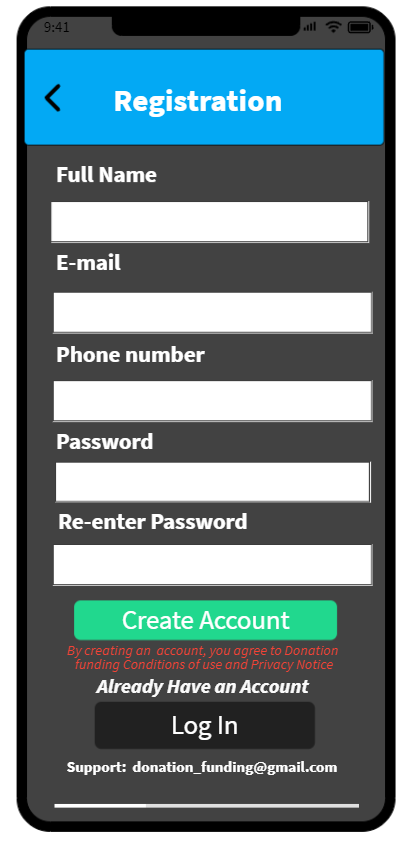 9:41
Registration
Full Name
E-mail
Phone number
Password
Re-enter Password
Create Account
By creating an account, you agree to Donation
funding Conditions of use and Privacy Notice
Already Have an Account
Log In
Support: donation_funding@gmail.com